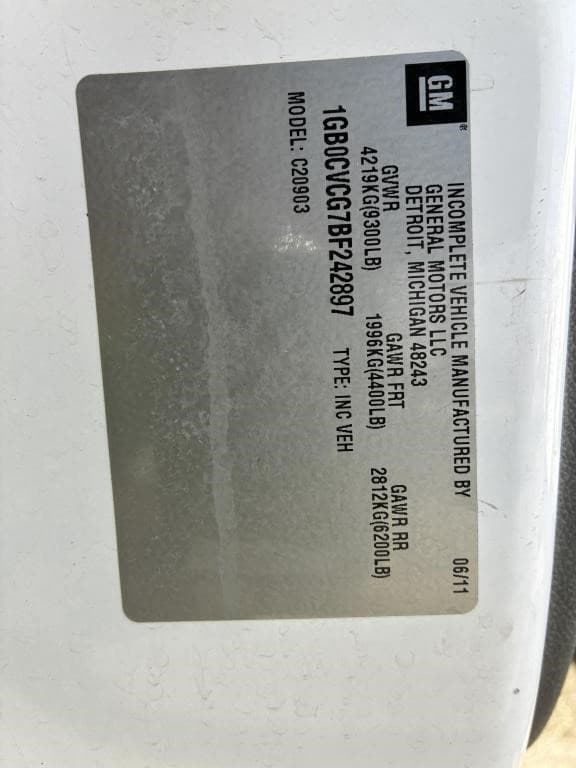 GM®
INCOMPLETE VEHICLE MANUFACTURED BY 06/11
GENERAL MOTORS LLC
DETROIT, MICHIGAN 48243
GVWR GAWR FRT GAWR RR
4219KG(9300LB) 1996KG(4400LB) 2812KG(6200LB)
1GB0CVCG7BF242897 TYPE: INC VEH
MODEL: C20903